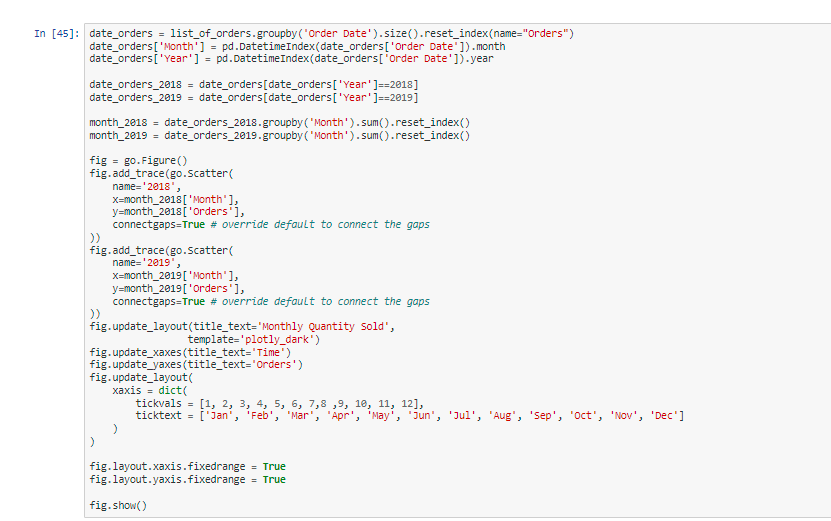 In [45]: date_orders = list_of_orders.groupby('Order Date').size().reset_index(name="Orders")
date_orders['Month'] = pd.DatetimeIndex(date_orders['Order Date']).month
date_orders['Year'] = pd.DatetimeIndex(date_orders['Order Date']).year

date_orders_2018 = date_orders[date_orders['Year']==2018]
date_orders_2019 = date_orders[date_orders['Year']==2019]

month_2018 = date_orders_2018.groupby('Month').sum().reset_index()
month_2019 = date_orders_2019.groupby('Month').sum().reset_index()

fig = go.Figure()
fig.add_trace(go.Scatter(
    name='2018',
    x=month_2018['Month'],
    y=month_2018['Orders'],
    connectgaps=True # override default to connect the gaps
))
fig.add_trace(go.Scatter(
    name='2019',
    x=month_2019['Month'],
    y=month_2019['Orders'],
    connectgaps=True # override default to connect the gaps
))
fig.update_layout(title_text='Monthly Quantity Sold',
                  template='plotly_dark')
fig.update_xaxes(title_text='Time')
fig.update_yaxes(title_text='Orders')
fig.update_layout(
    xaxis = dict(
        tickvals = [1, 2, 3, 4, 5, 6, 7,8 ,9, 10, 11, 12],
        ticktext = ['Jan', 'Feb', 'Mar', 'Apr', 'May', 'Jun', 'Jul', 'Aug', 'Sep', 'Oct', 'Nov', 'Dec']
    )
)

fig.layout.xaxis.fixedrange = True
fig.layout.yaxis.fixedrange = True

fig.show()